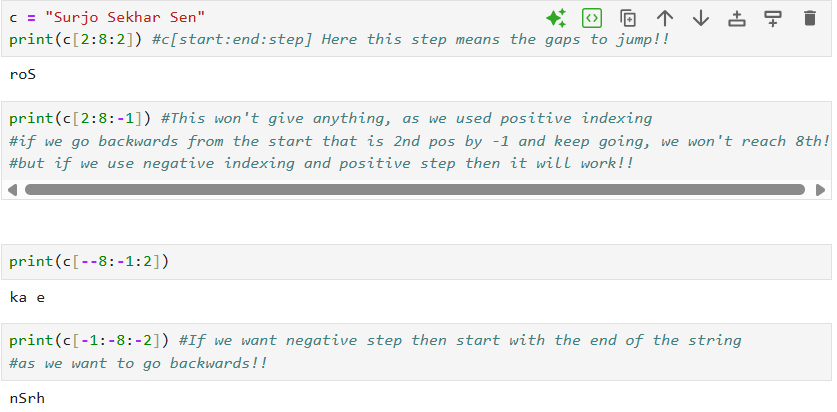 c = "Surjo Sekhar Sen"
print(c[2:8:2]) #c[start:end:step] Here this step means the gaps to jump!!
roS
print(c[2:8:-1]) #This won't give anything, as we used positive indexing
#if we go backwards from the start that is 2nd pos by -1 and keep going, we won't reach 8th!
#but if we use negative indexing and positive step then it will work!!
print(c[--8:-1:2])
ka e
print(c[-1:-8:-2]) #If we want negative step then start with the end of the string
#as we want to go backwards!!
nSrh